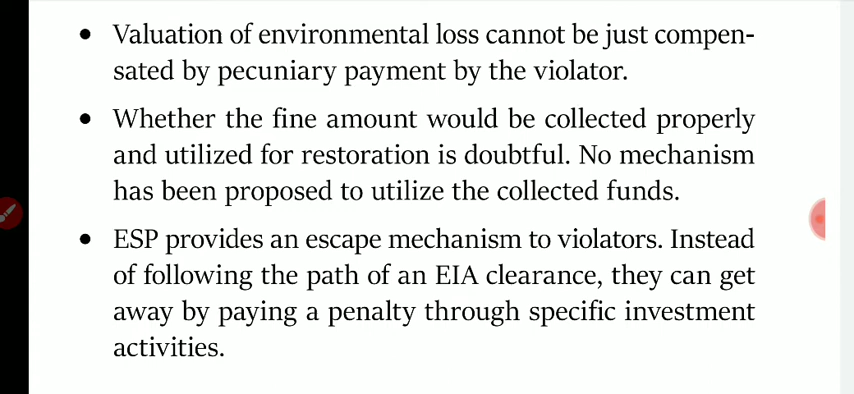 • Valuation of environmental loss cannot be just compen-
sated by pecuniary payment by the violator.
• Whether the fine amount would be collected properly
and utilized for restoration is doubtful. No mechanism
has been proposed to utilize the collected funds.
• ESP provides an escape mechanism to violators. Instead
of following the path of an EIA clearance, they can get
away by paying a penalty through specific investment
activities.